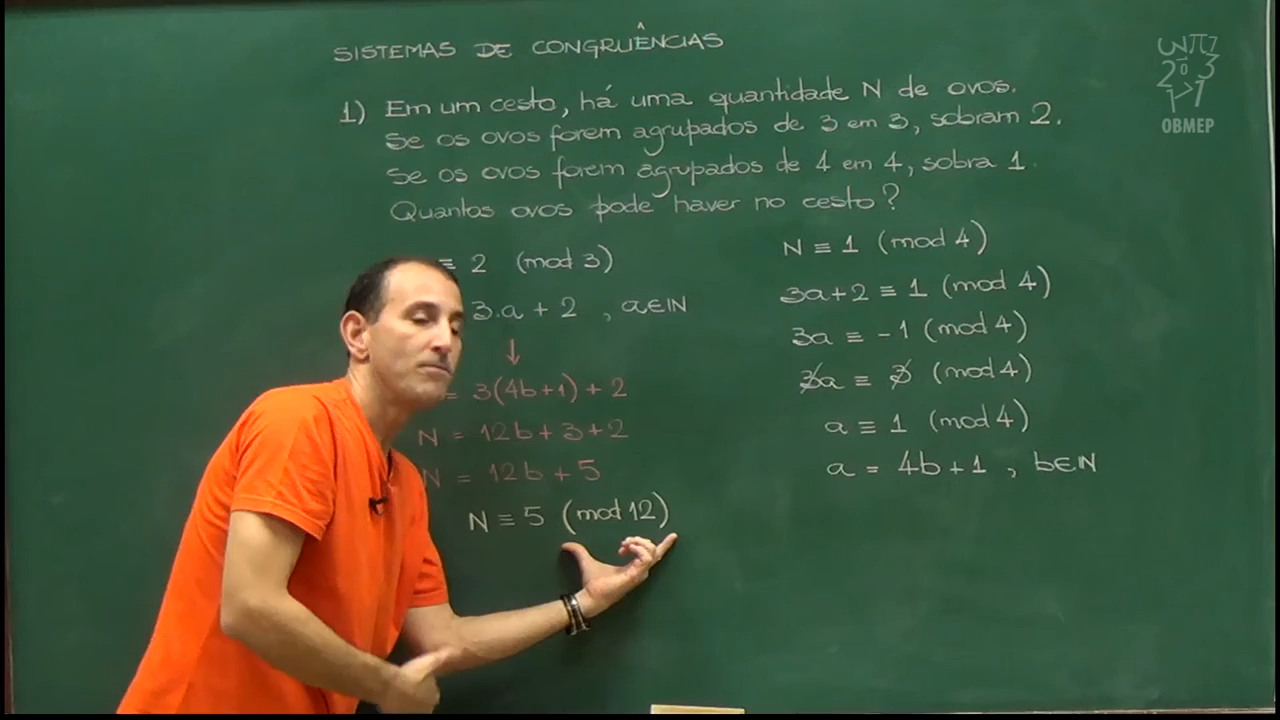 SISTEMAS DE CONGRUÊNCIAS
1) Em um cesto, há uma quantidade N de ovos.
Se os ovos forem agrupados de 3 em 3, sobram 2.
Se os ovos forem agrupados de 4 em 4, sobra 1.
Quantos ovos pode haver no cesto?
≡ 2 (mod 3)
3.a + 2 , a∈IN
↓
= 3(4b+1) + 2
N = 12b + 3 + 2
N = 12b + 5
N ≡ 5 (mod 12)
N ≡ 1 (mod 4)
3a + 2 ≡ 1 (mod 4)
3a ≡ -1 (mod 4)
3a ≡ 3 (mod 4)
a ≡ 1 (mod 4)
a = 4b + 1 , b∈IN
OBMEP